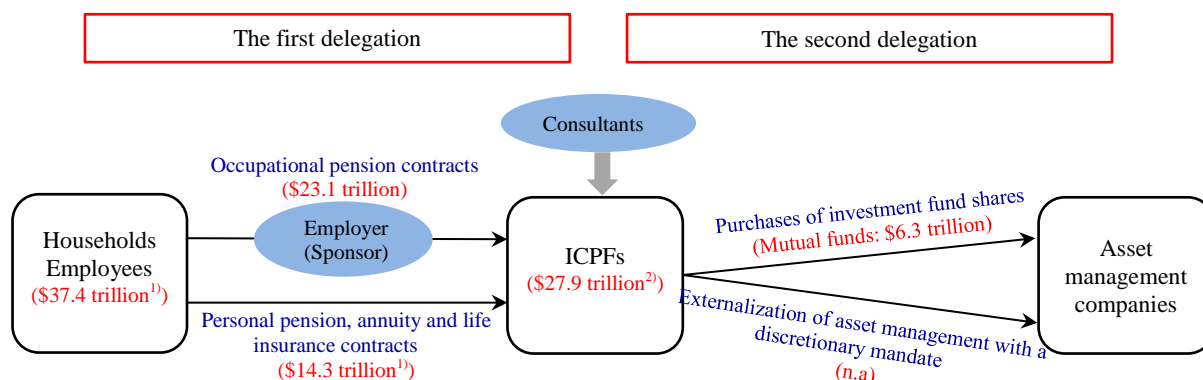 The first delegation
The second delegation
Consultants
Occupational pension contracts
($23.1 trillion)
Employer
(Sponsor)
Households
Employees
($37.4 trillion1))
Personal pension, annuity and life
insurance contracts
($14.3 trillion1))
ICPFs
($27.9 trillion2))
Purchases of investment fund shares
(Mutual funds: $6.3 trillion)
Externalization of asset management with a
discretionary mandate
(n.a)
Asset
management
companies